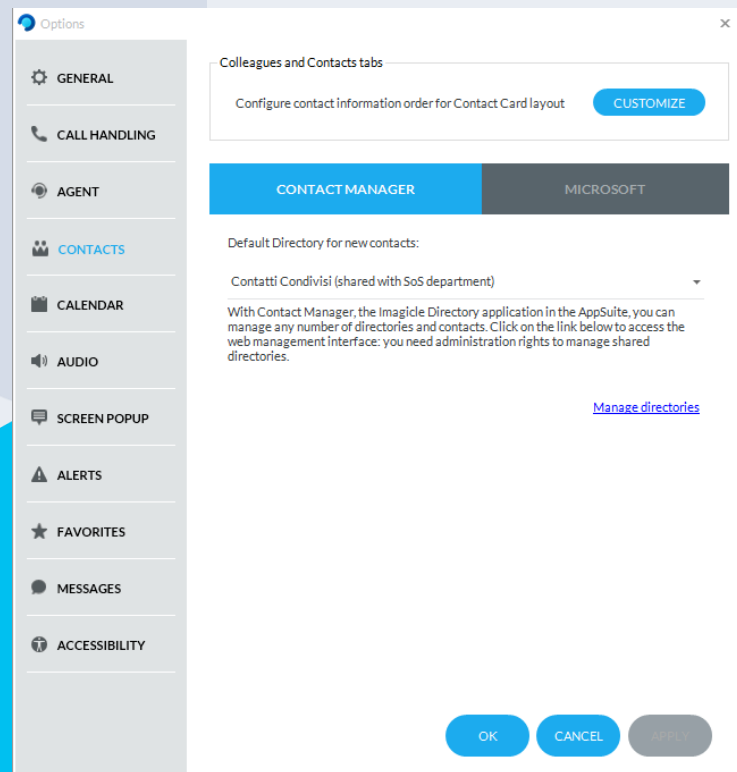 Options
GENERAL
CALL HANDLING
AGENT
CONTACTS
CALENDAR
AUDIO
SCREEN POPUP
ALERTS
FAVORITES
MESSAGES
ACCESSIBILITY
Colleagues and Contacts tabs
Configure contact information order for Contact Card layout
CUSTOMIZE
CONTACT MANAGER
MICROSOFT
Default Directory for new contacts:
Contatti Condivisi (shared with SoS department)
With Contact Manager, the Imagicle Directory application in the AppSuite, you can
manage any number of directories and contacts. Click on the link below to access the
web management interface: you need administration rights to manage shared
directories.
Manage directories
OK
CANCEL
APPLY